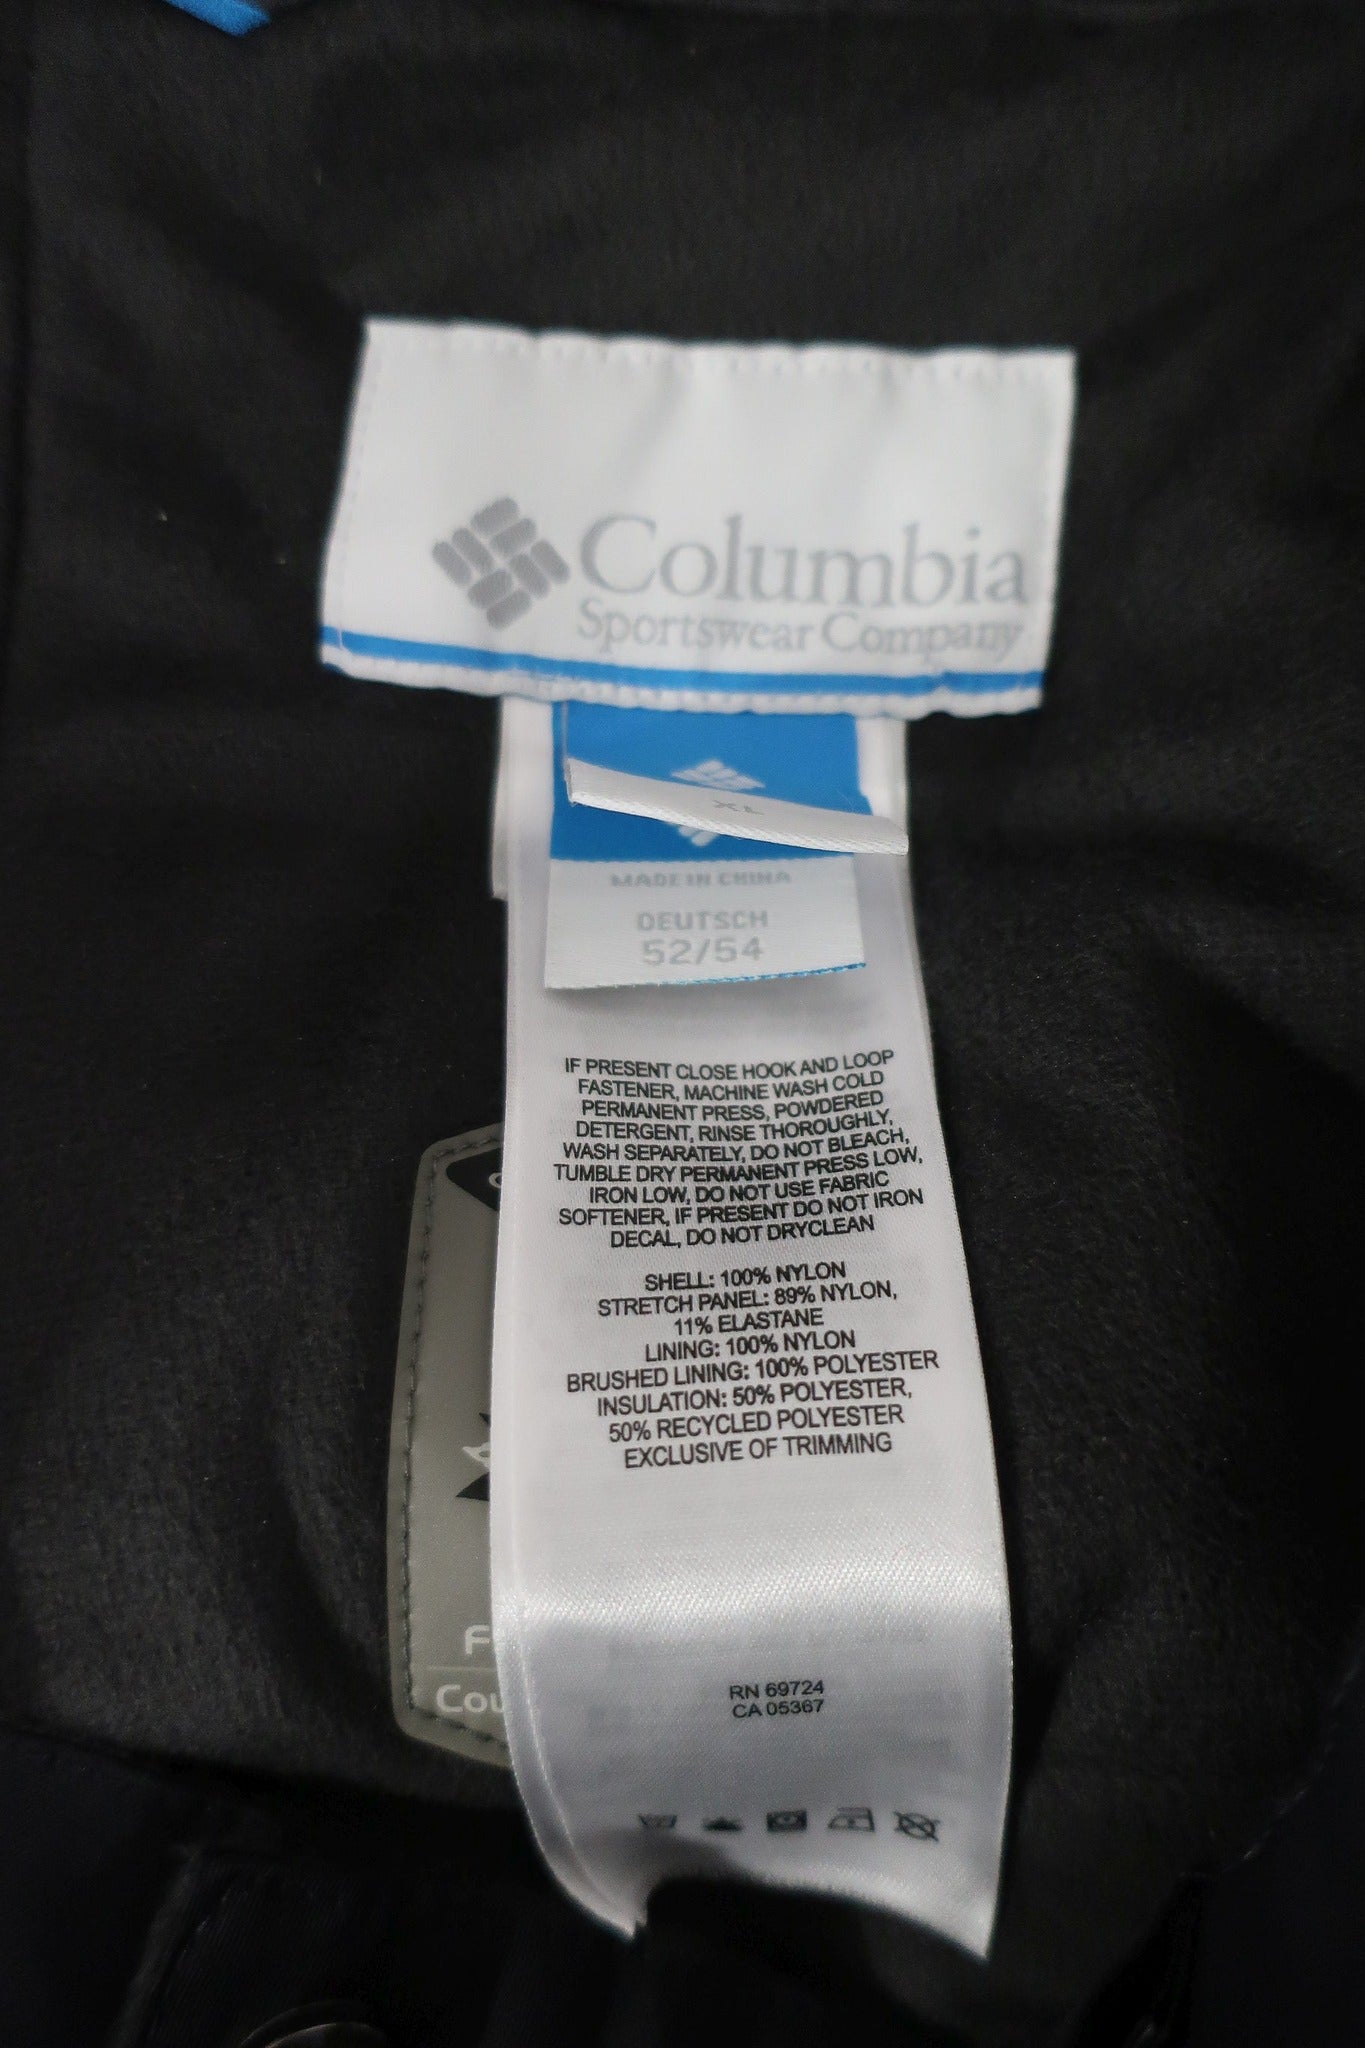 Columbia
Sportswear Company
XL
MADE IN CHINA
DEUTSCH
52/54
IF PRESENT CLOSE HOOK AND LOOP
FASTENER, MACHINE WASH COLD
PERMANENT PRESS, POWDERED
DETERGENT, RINSE THOROUGHLY,
WASH SEPARATELY, DO NOT BLEACH,
TUMBLE DRY PERMANENT PRESS LOW,
IRON LOW, DO NOT USE FABRIC
SOFTENER, IF PRESENT DO NOT IRON
DECAL, DO NOT DRYCLEAN
SHELL: 100% NYLON
STRETCH PANEL: 89% NYLON,
11% ELASTANE
LINING: 100% NYLON
BRUSHED LINING: 100% POLYESTER
INSULATION: 50% POLYESTER,
50% RECYCLED POLYESTER
EXCLUSIVE OF TRIMMING
RN 69724
CA 05367